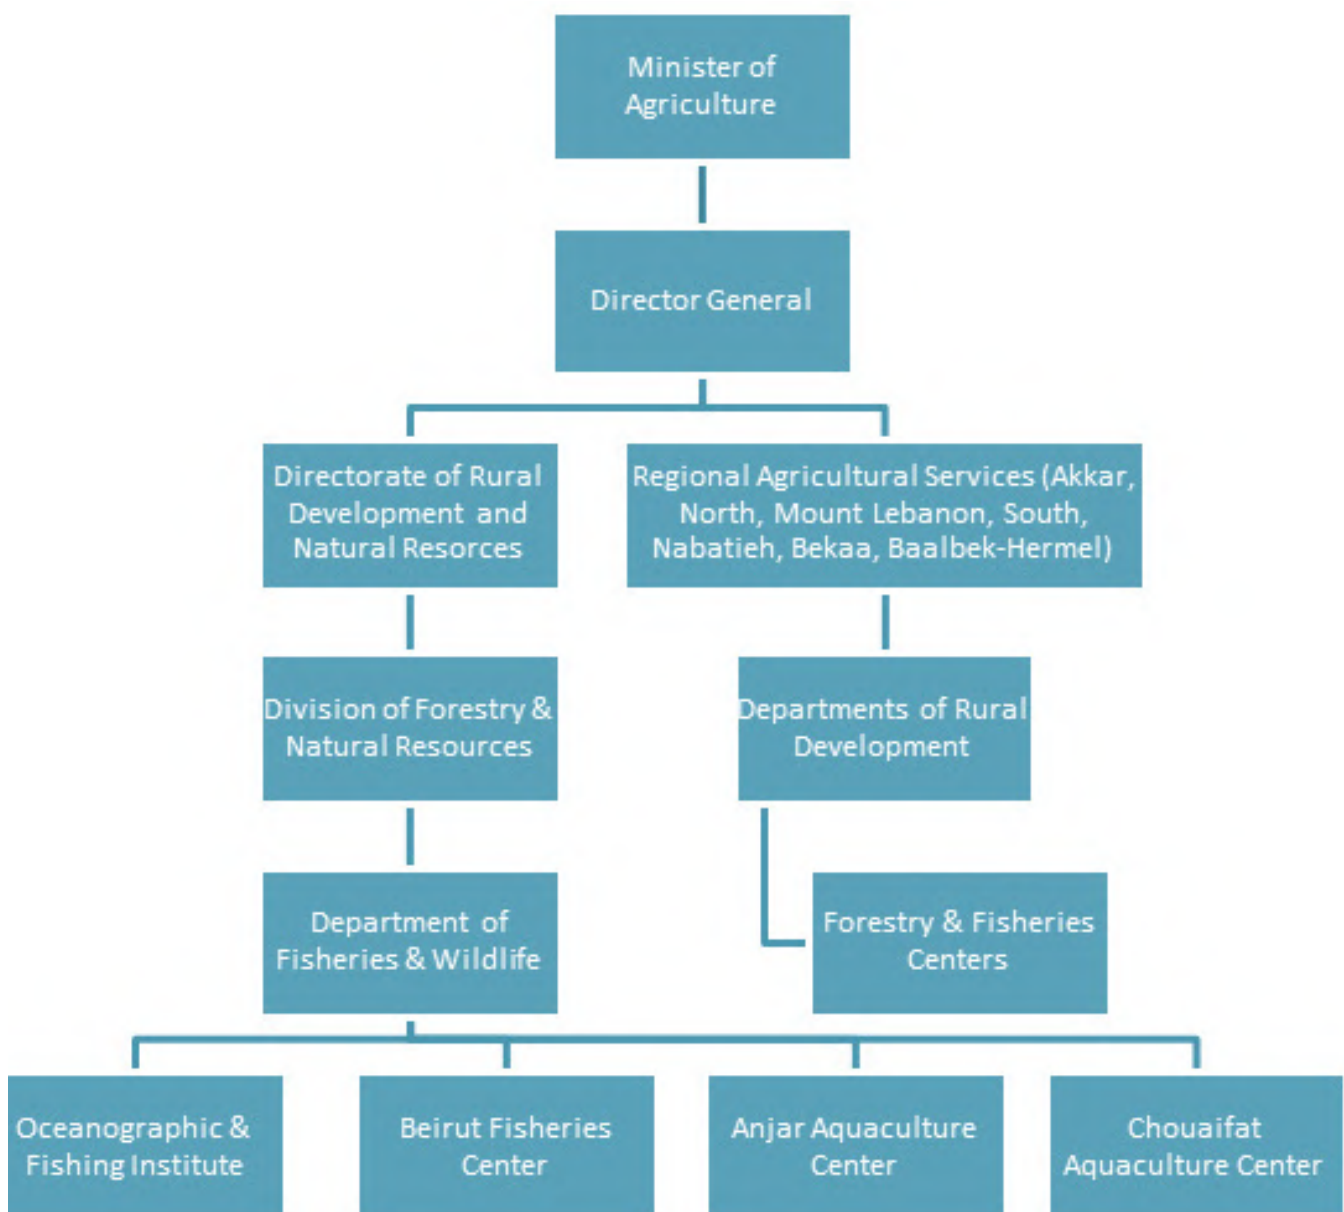 Minister of
Agriculture
Director General
Directorate of Rural
Development and
Natural Resorces
Regional Agricultural Services (Akkar,
North, Mount Lebanon, South,
Nabatieh, Bekaa, Baalbek-Hermel)
Division of Forestry &
Natural Resources
Departments of Rural
Development
Department of
Fisheries & Wildlife
Forestry & Fisheries
Centers
Oceanographic &
Fishing Institute
Beirut Fisheries
Center
Anjar Aquaculture
Center
Chouaifat
Aquaculture Center